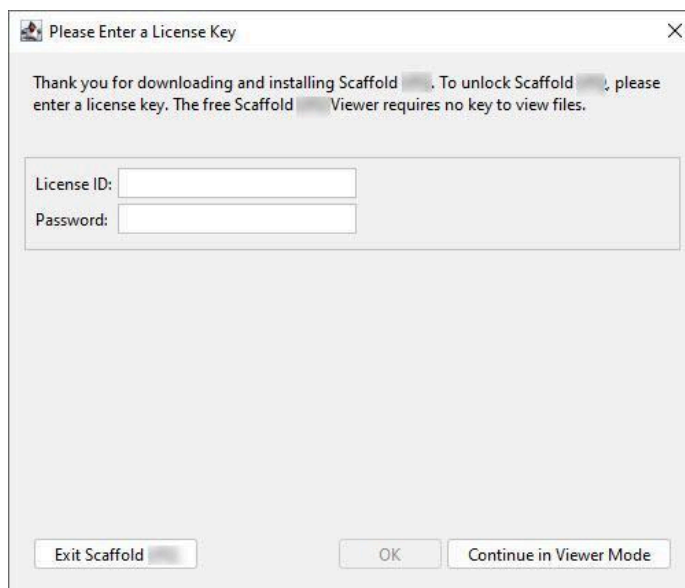 Please Enter a License Key
Thank you for downloading and installing Scaffold . To unlock Scaffold , please
enter a license key. The free Scaffold Viewer requires no key to view files.
License ID:
Password:
Exit Scaffold
OK
Continue in Viewer Mode